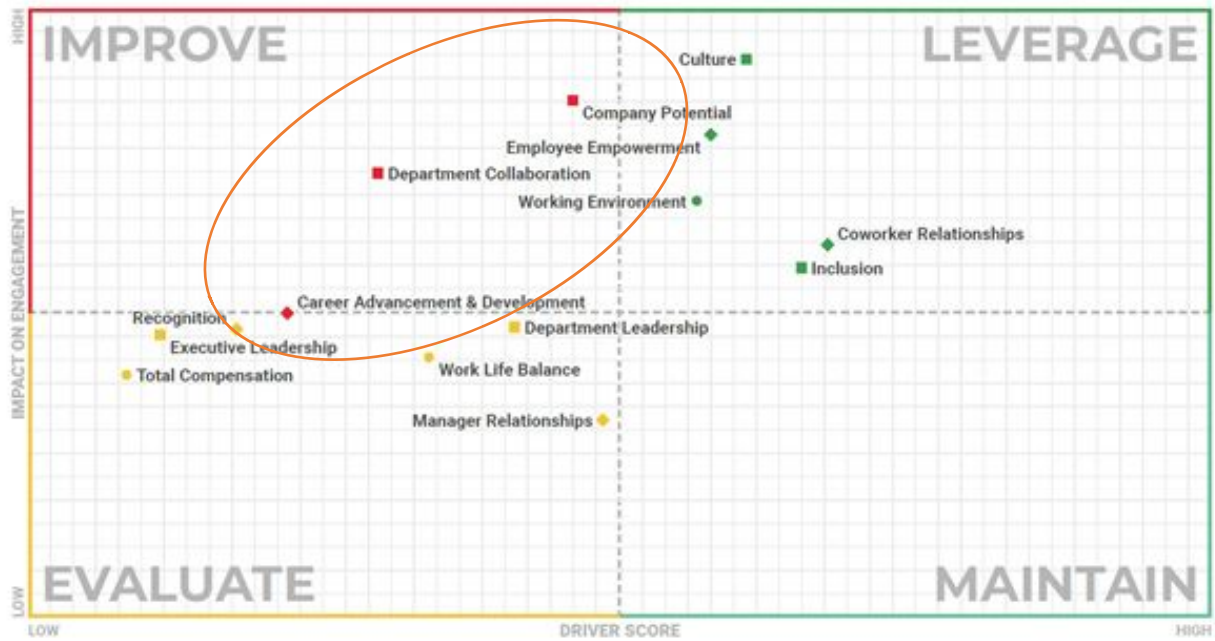 HIGH
IMPROVE
LEVERAGE
Culture
Company Potential
Employee Empowerment
Department Collaboration
Working Environment
Coworker Relationships
Inclusion
IMPACT ON ENGAGEMENT
Career Advancement & Development
Recognition
Department Leadership
Executive Leadership
Work Life Balance
Total Compensation
Manager Relationships
EVALUATE
MAINTAIN
LOW
LOW
DRIVER SCORE
HIGH